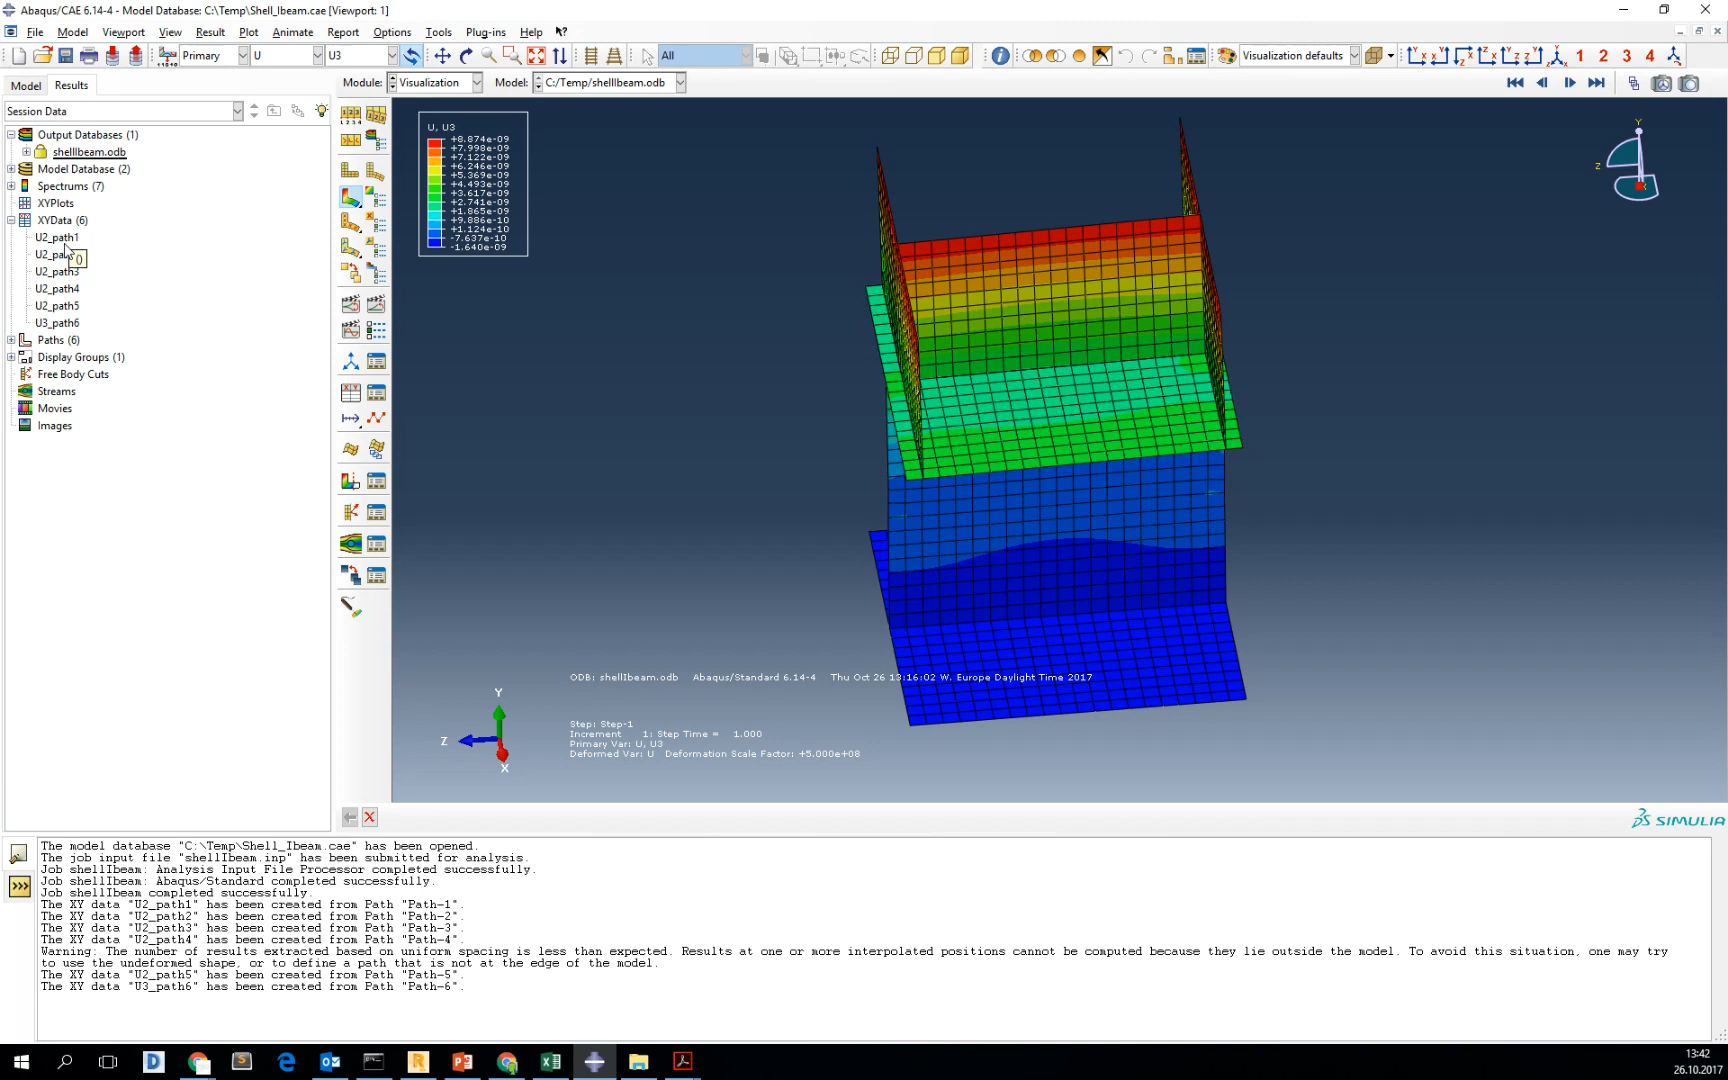 Abaqus/CAE 6.14-4 - Model Database: C:\Temp\Shell_Ibeam.cae [Viewport: 1]
File Model Viewport View Result Plot Animate Report Options Tools Plug-ins Help
Primary U U3 All Visualization defaults 1 2 3 4
Model Results Module: Visualization Model: C:/Temp/shellIbeam.odb
Session Data
Output Databases (1)
shellIbeam.odb
Model Database (2)
Spectrums (7)
XYPlots
XYData (6)
U2_path1
U2_pa
()
U2_path3
U2_path4
U2_path5
U3_path6
Paths (6)
Display Groups (1)
Free Body Cuts
Streams
Movies
Images
U, U3
+8.874e-09
+7.998e-09
+7.122e-09
+6.246e-09
+5.369e-09
+4.493e-09
+3.617e-09
+2.741e-09
+1.865e-09
+9.886e-10
+1.124e-10
-7.637e-10
-1.640e-09
Y
Z
X
Y
Z
X
ODB: shellIbeam.odb Abaqus/Standard 6.14-4 Thu Oct 26 13:16:02 W. Europe Daylight Time 2017
Step: Step-1
Increment 1: Step Time = 1.000
Primary Var: U, U3
Deformed Var: U Deformation Scale Factor: +5.000e+08
SIMULIA
The model database "C:\Temp\Shell_Ibeam.cae" has been opened.
The job input file "shellIbeam.inp" has been submitted for analysis.
Job shellIbeam: Analysis Input File Processor completed successfully.
Job shellIbeam: Abaqus/Standard completed successfully.
Job shellIbeam completed successfully.
The XY data "U2_path1" has been created from Path "Path-1".
The XY data "U2_path2" has been created from Path "Path-2".
The XY data "U2_path3" has been created from Path "Path-3".
The XY data "U2_path4" has been created from Path "Path-4".
Warning: The number of results extracted based on uniform spacing is less than expected. Results at one or more interpolated positions cannot be computed because they lie outside the model. To avoid this situation, one may try
to use the undeformed shape, or to define a path that is not at the edge of the model.
The XY data "U2_path5" has been created from Path "Path-5".
The XY data "U3_path6" has been created from Path "Path-6".
13:42
26.10.2017